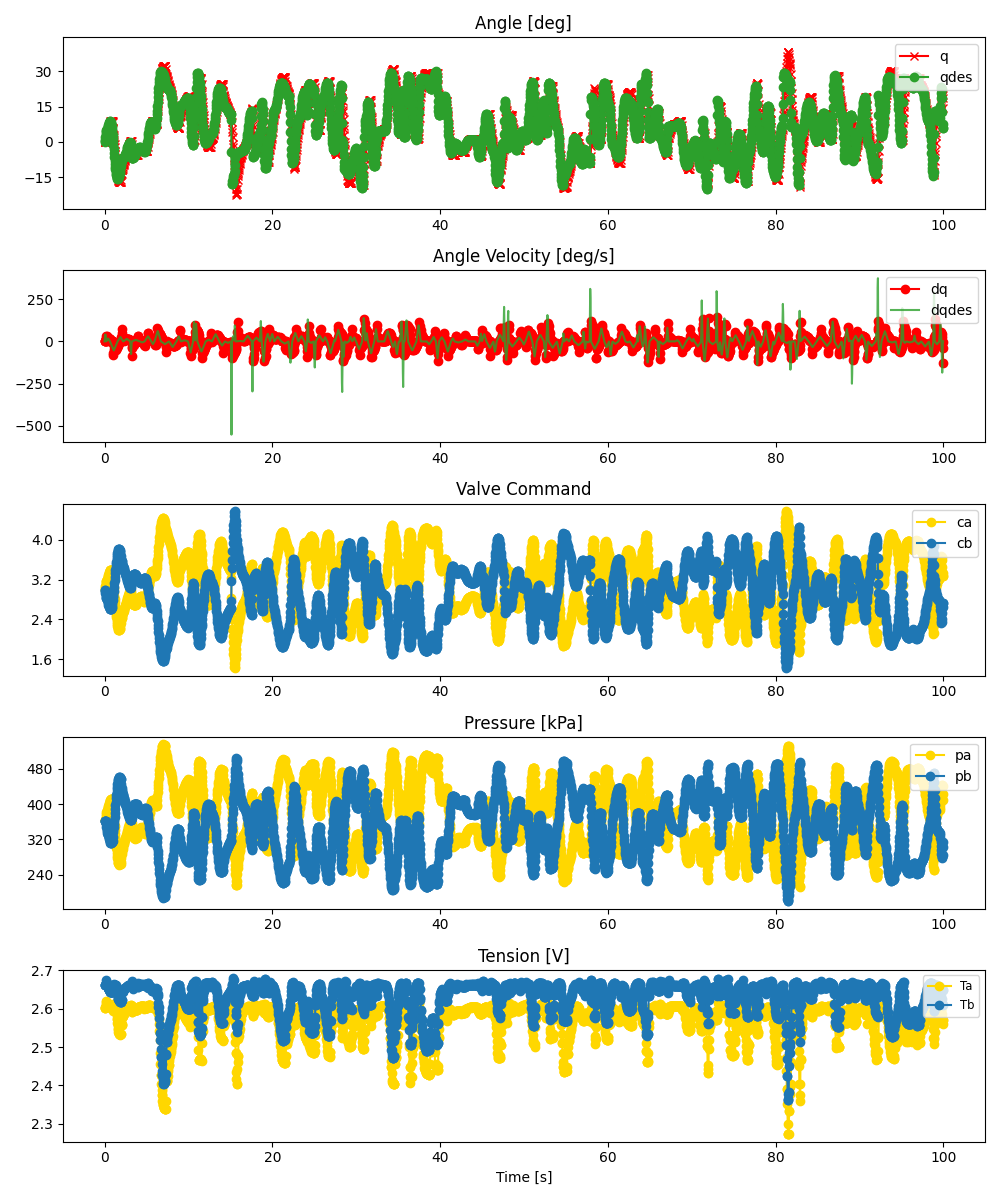 Angle [deg]
30
15
0
−15
q
qdes
0 20 40 60 80 100
Angle Velocity [deg/s]
250
0
−250
−500
dq
dqdes
0 20 40 60 80 100
Valve Command
4.0
3.2
2.4
1.6
ca
cb
0 20 40 60 80 100
Pressure [kPa]
480
400
320
240
pa
pb
0 20 40 60 80 100
Tension [V]
2.7
2.6
2.5
2.4
2.3
Ta
Tb
0 20 40 60 80 100
Time [s]